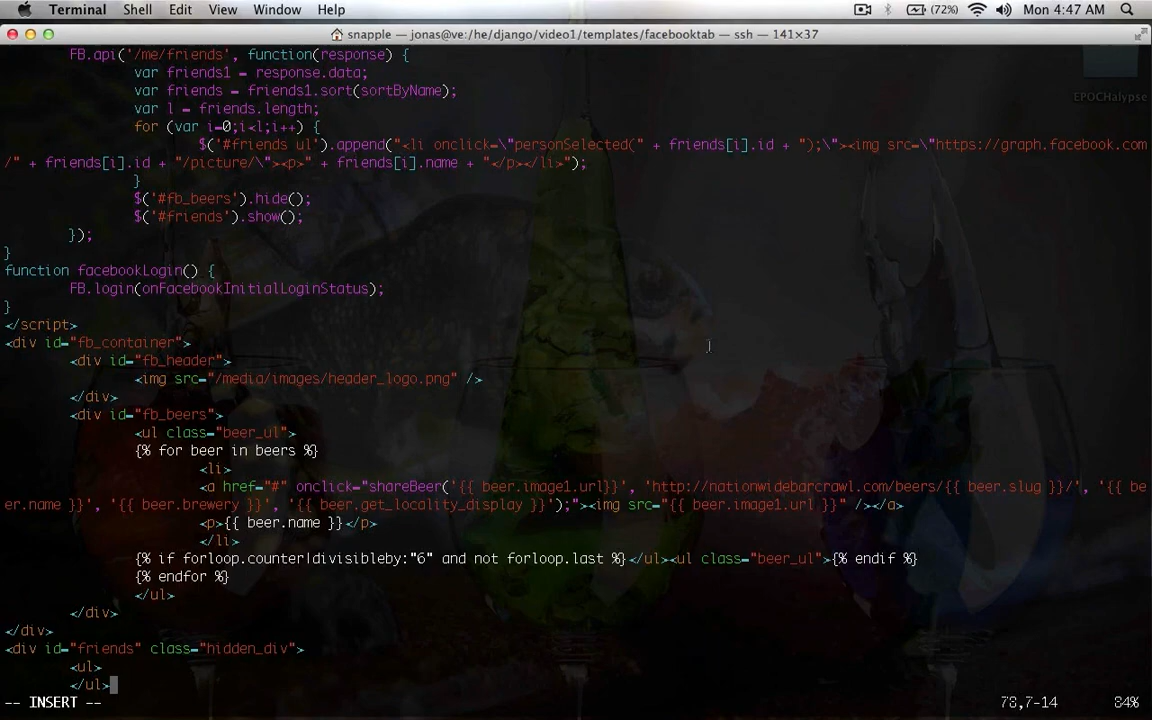 Terminal Shell Edit View Window Help (72%) Mon 4:47 AM
snapple — jonas@ve:/he/django/video1/templates/facebooktab — ssh — 141×37
EPOCHalypse
FB.api('/me/friends', function(response) {
var friends1 = response.data;
var friends = friends1.sort(sortByName);
var l = friends.length;
for (var i=0;i<l;i++) {
$('#friends ul').append("<li onclick=\"personSelected(" + friends[i].id + ");\"><img src=\"https://graph.facebook.com
/" + friends[i].id + "/picture/\"><p>" + friends[i].name + "</p></li>");
}
$('#fb_beers').hide();
$('#friends').show();
});
}
function facebookLogin() {
FB.login(onFacebookInitialLoginStatus);
}
</script>
<div id="fb_container">
<div id="fb_header">
<img src="/media/images/header_logo.png" />
</div>
<div id="fb_beers">
<ul class="beer_ul">
{% for beer in beers %}
<li>
<a href="#" onclick="shareBeer('{{ beer.image1.url}}', 'http://nationwidebarcrawl.com/beers/{{ beer.slug }}/', '{{ be
er.name }}', '{{ beer.brewery }}', '{{ beer.get_locality_display }}');"><img src="{{ beer.image1.url }}" /></a>
<p>{{ beer.name }}</p>
</li>
{% if forloop.counter|divisibleby:"6" and not forloop.last %}</ul><ul class="beer_ul">{% endif %}
{% endfor %}
</ul>
</div>
</div>
<div id="friends" class="hidden_div">
<ul>
</ul>
-- INSERT -- 78,7-14 84%